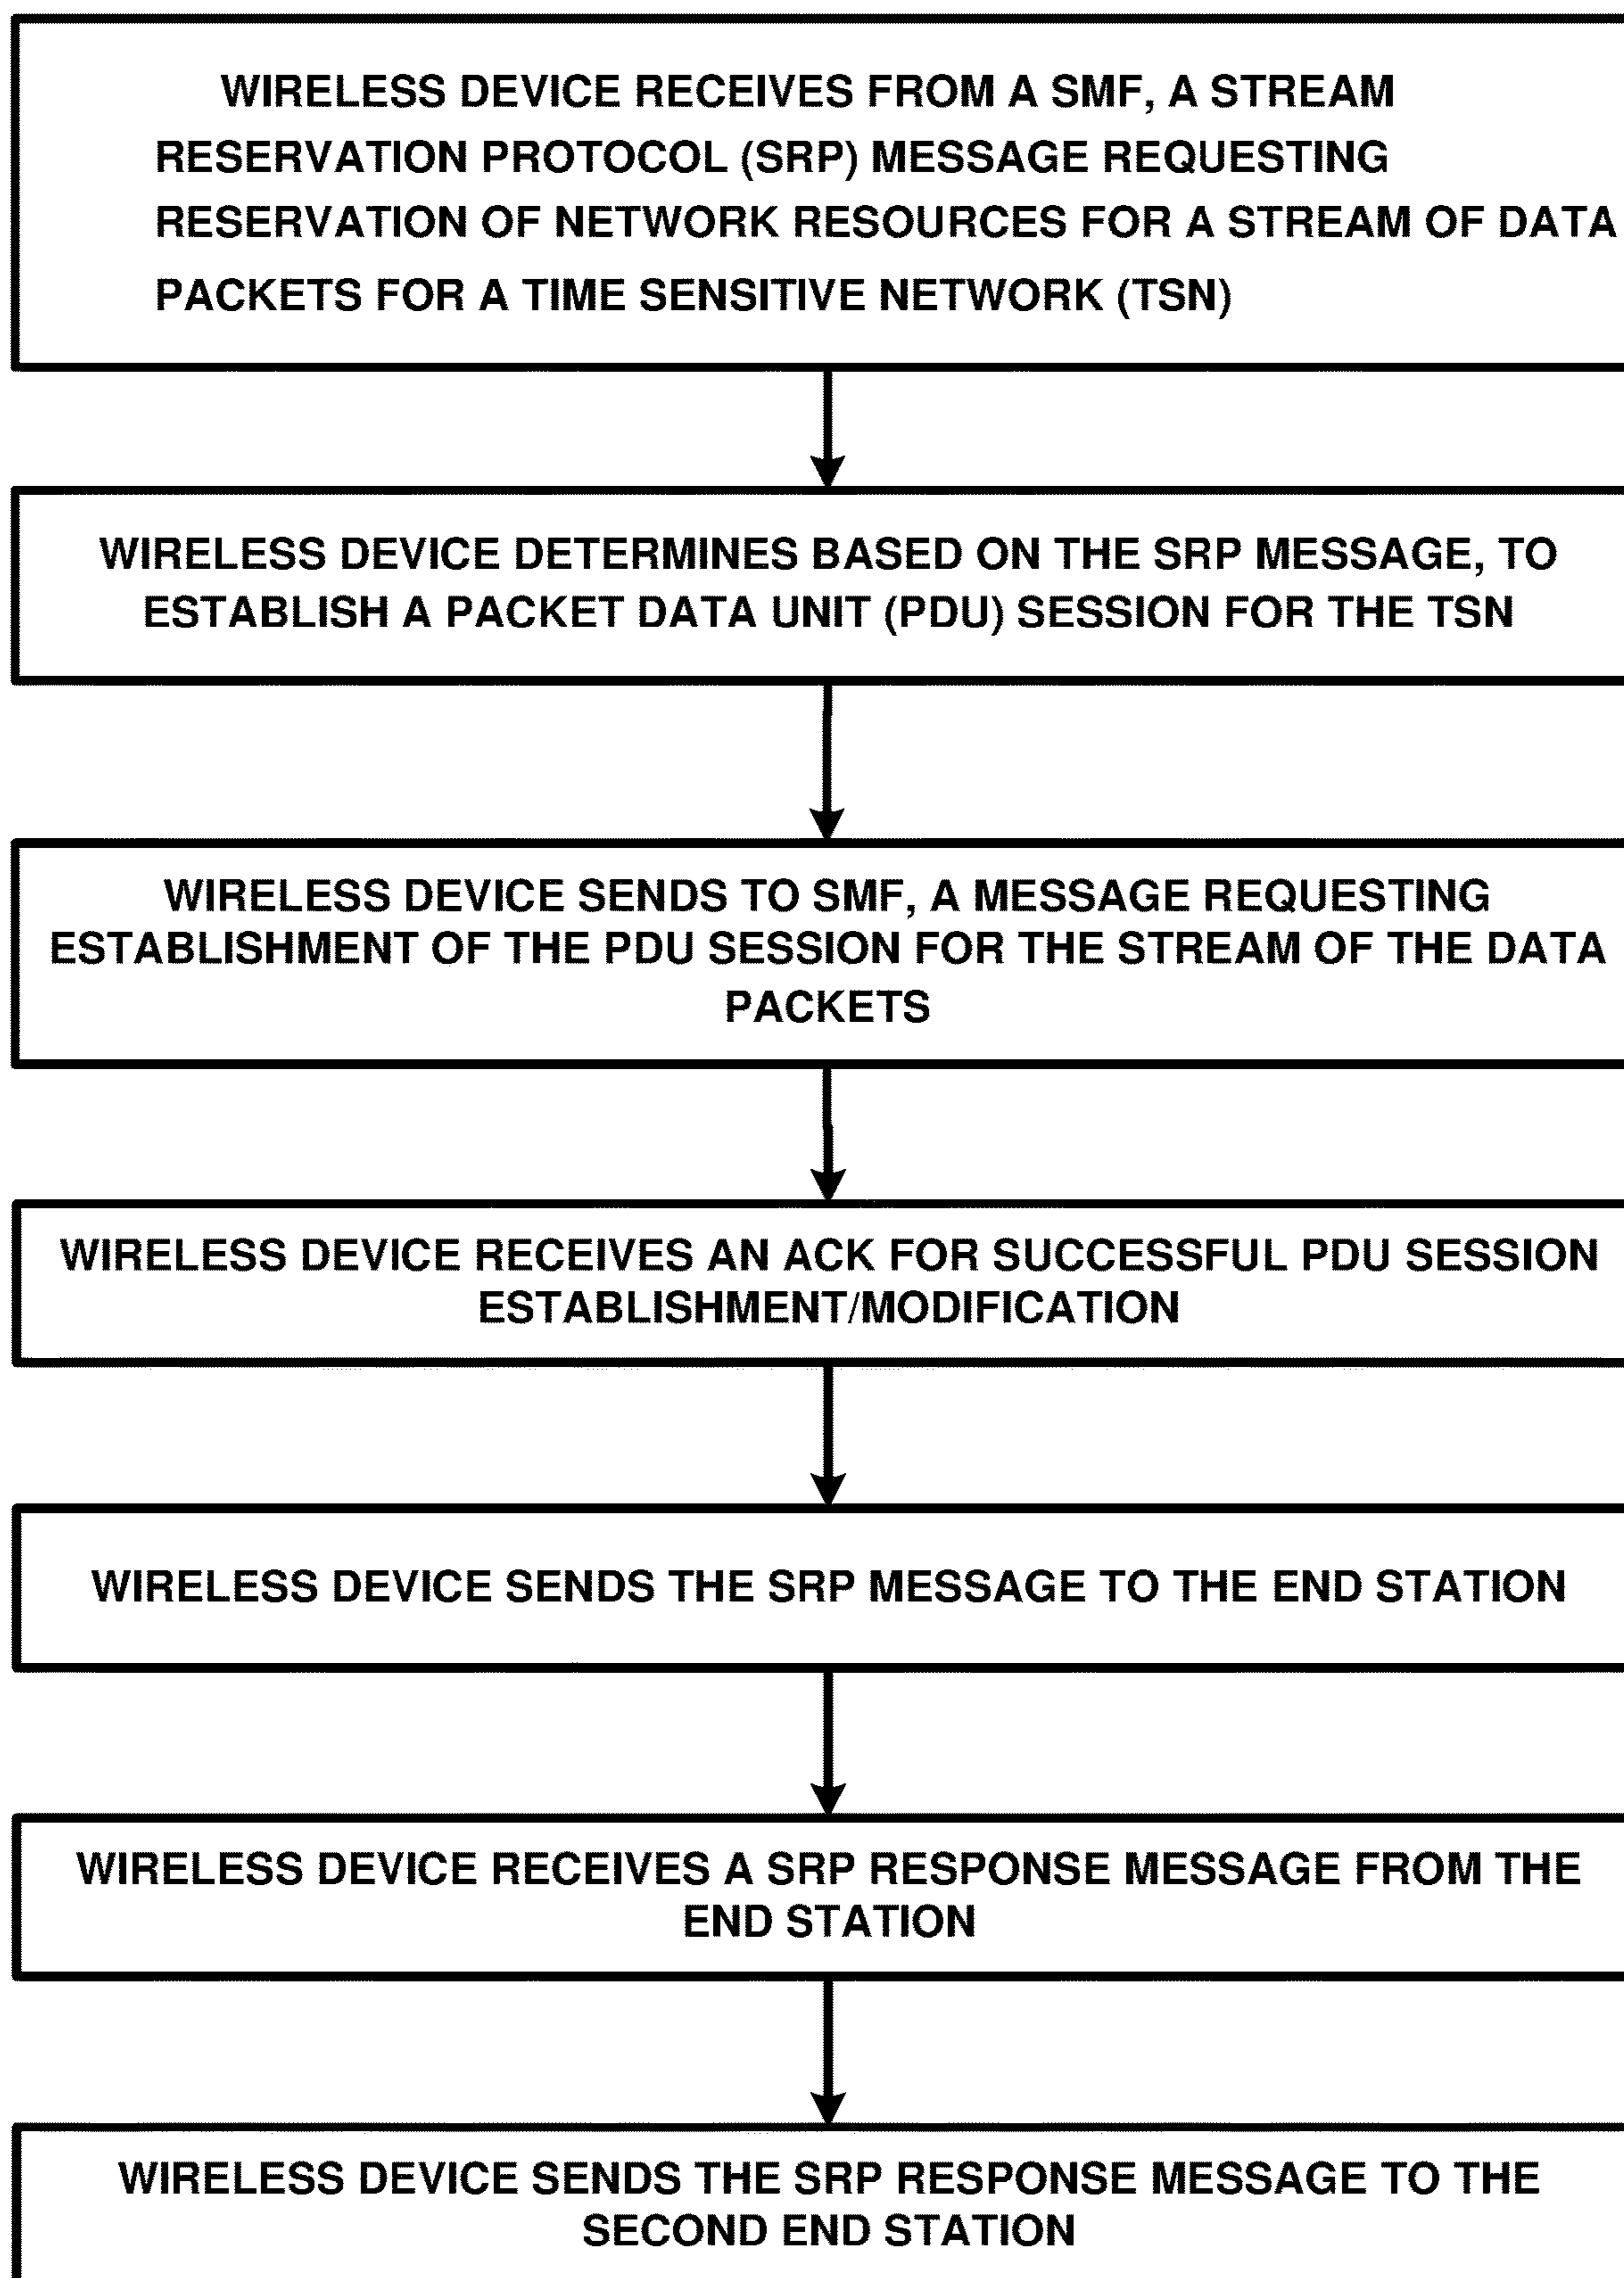 WIRELESS DEVICE RECEIVES FROM A SMF, A STREAM
RESERVATION PROTOCOL (SRP) MESSAGE REQUESTING
RESERVATION OF NETWORK RESOURCES FOR A STREAM OF DATA
PACKETS FOR A TIME SENSITIVE NETWORK (TSN)
WIRELESS DEVICE DETERMINES BASED ON THE SRP MESSAGE, TO
ESTABLISH A PACKET DATA UNIT (PDU) SESSION FOR THE TSN
WIRELESS DEVICE SENDS TO SMF, A MESSAGE REQUESTING
ESTABLISHMENT OF THE PDU SESSION FOR THE STREAM OF THE DATA
PACKETS
WIRELESS DEVICE RECEIVES AN ACK FOR SUCCESSFUL PDU SESSION
ESTABLISHMENT/MODIFICATION
WIRELESS DEVICE SENDS THE SRP MESSAGE TO THE END STATION
WIRELESS DEVICE RECEIVES A SRP RESPONSE MESSAGE FROM THE
END STATION
WIRELESS DEVICE SENDS THE SRP RESPONSE MESSAGE TO THE
SECOND END STATION